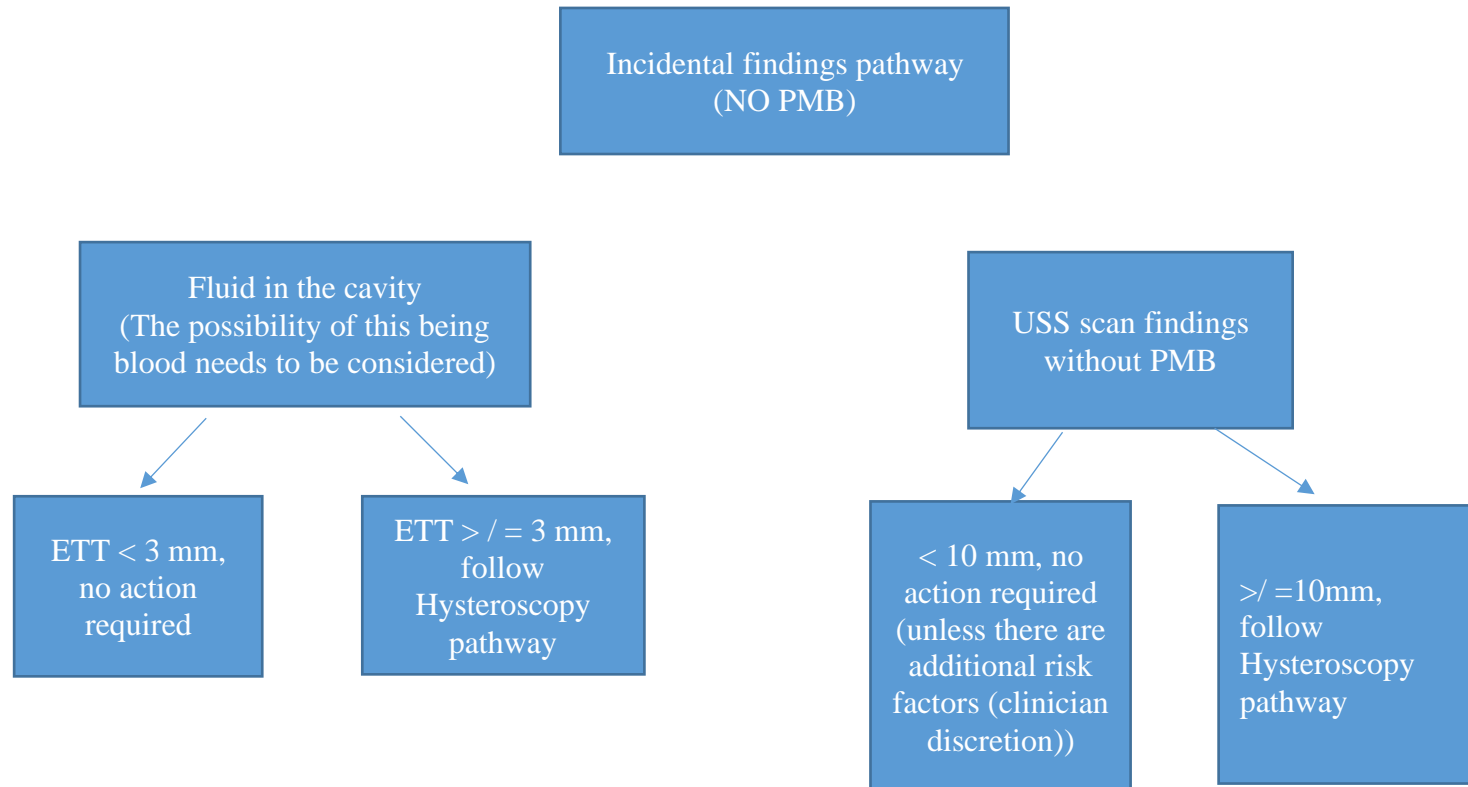 Incidental findings pathway
(NO PMB)
Fluid in the cavity
(The possibility of this being
blood needs to be considered)
USS scan findings
without PMB
ETT < 3 mm,
no action
required
ETT > / = 3 mm,
follow
Hysteroscopy
pathway
< 10 mm, no
action required
(unless there are
additional risk
factors (clinician
discretion))
>/ =10mm,
follow
Hysteroscopy
pathway